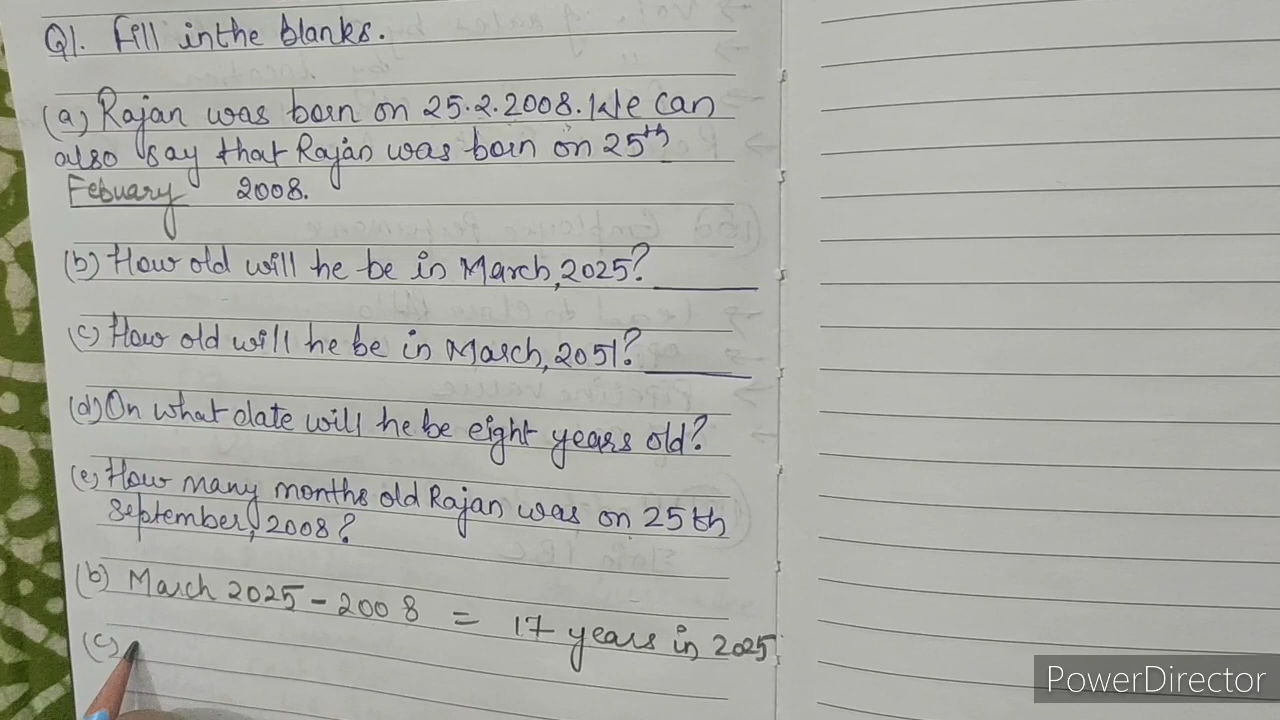 Q1. Fill in the blanks.
(a) Rajan was born on 25.2.2008. We can
also say that Rajan was born on 25th
Febuary 2008.
(b) How old will he be in March, 2025? ______
(c) How old will he be in March, 2051? ______
(d) On what date will he be eight years old?
(e) How many months old Rajan was on 25th
September, 2008?
(b) March 2025 - 2008 = 17 years in 2025
(c)
PowerDirector